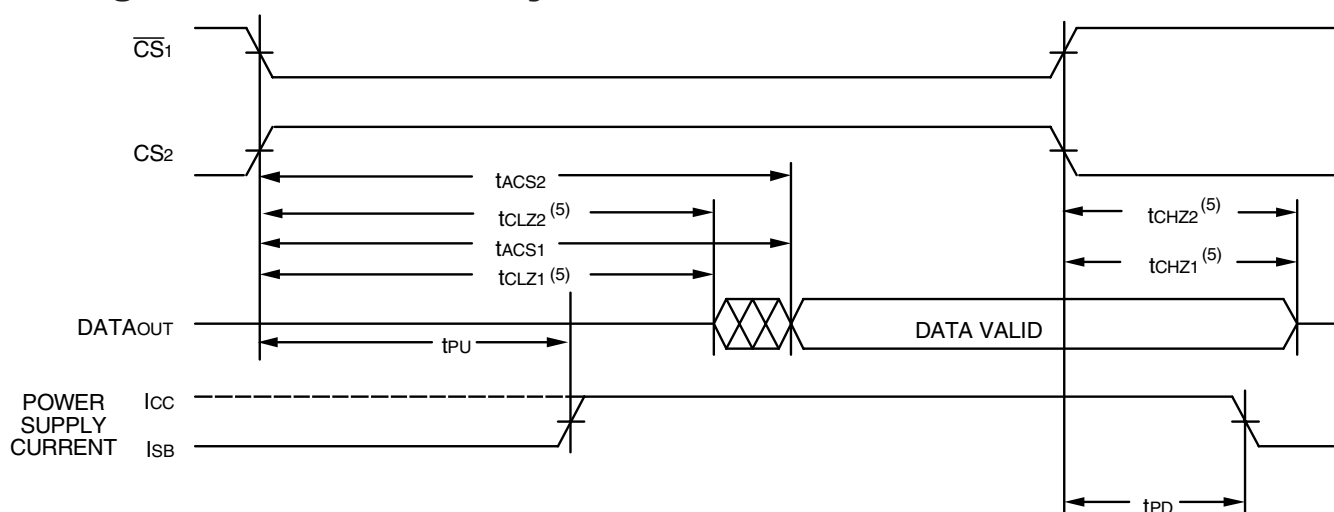 CS1
CS2
tACS2
tCLZ2 (5)
tCHZ2 (5)
tACS1
tCLZ1 (5)
tCHZ1 (5)
DATAOUT
DATA VALID
tPU
POWER
SUPPLY
CURRENT
ICC
ISB
tPD